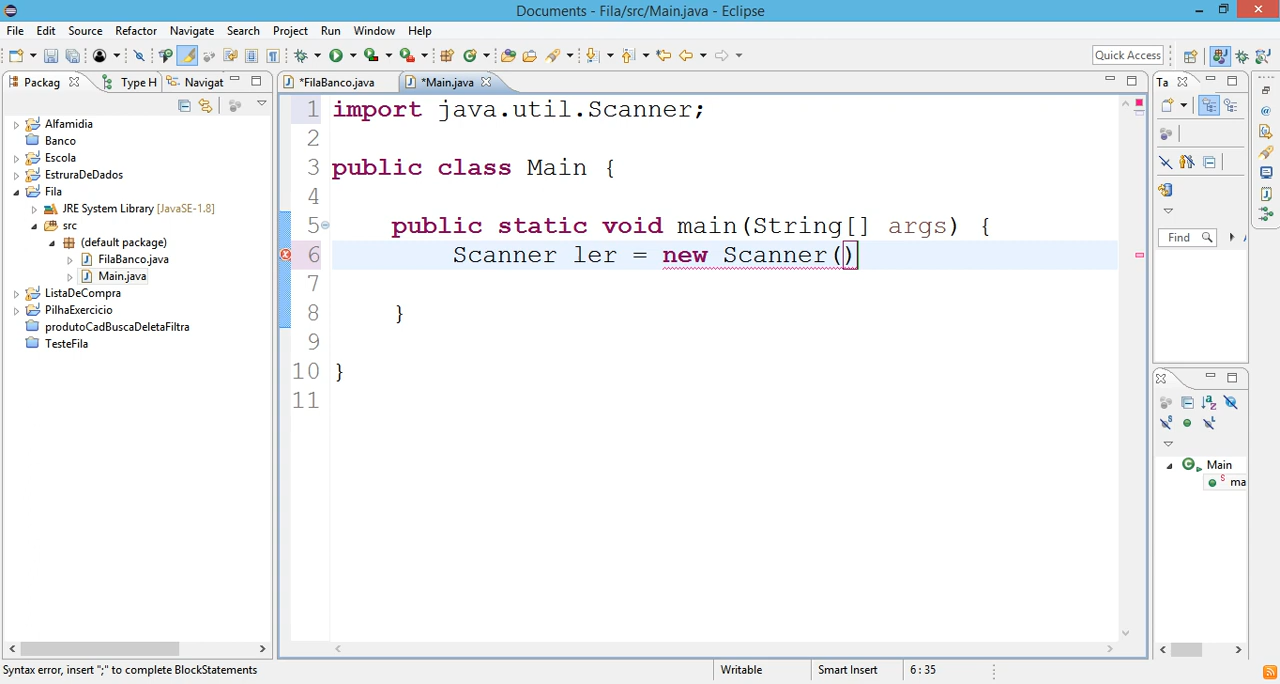 Documents - Fila/src/Main.java - Eclipse
File Edit Source Refactor Navigate Search Project Run Window Help
Quick Access
Packag Type H Navigat
Alfamidia
Banco
Escola
EstruraDeDados
Fila
JRE System Library [JavaSE-1.8]
src
(default package)
FilaBanco.java
Main.java
ListaDeCompra
PilhaExercicio
produtoCadBuscaDeletaFiltra
TesteFila
*FilaBanco.java *Main.java
1 import java.util.Scanner;
2
3 public class Main {
4
5 public static void main(String[] args) {
6 Scanner ler = new Scanner()
7
8 }
9
10 }
11
Ta
Find
Main
ma
Syntax error, insert ";" to complete BlockStatements
Writable
Smart Insert
6 : 35